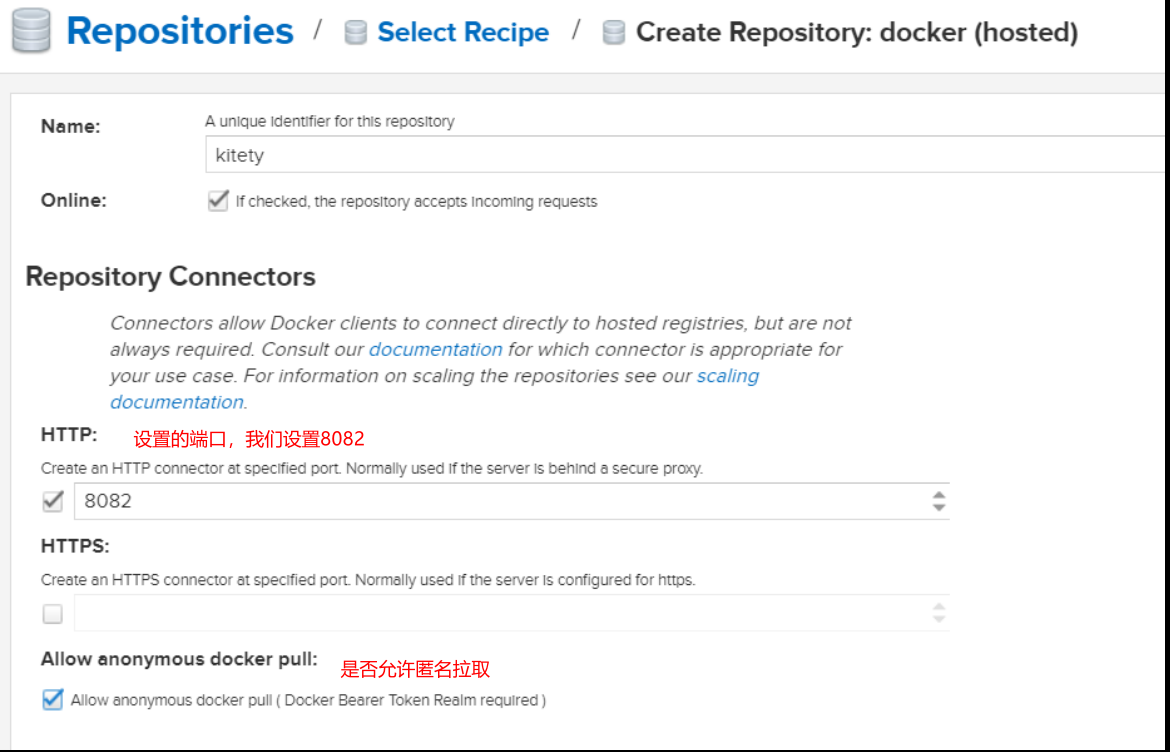 Repositories / Select Recipe / Create Repository: docker (hosted)
Name:
A unique identifier for this repository
kitety
Online:
If checked, the repository accepts incoming requests
Repository Connectors
Connectors allow Docker clients to connect directly to hosted registries, but are not
always required. Consult our documentation for which connector is appropriate for
your use case. For information on scaling the repositories see our scaling
documentation.
HTTP: 设置的端口，我们设置8082
Create an HTTP connector at specified port. Normally used if the server is behind a secure proxy.
8082
HTTPS:
Create an HTTPS connector at specified port. Normally used if the server is configured for https.
Allow anonymous docker pull: 是否允许匿名拉取
Allow anonymous docker pull ( Docker Bearer Token Realm required )